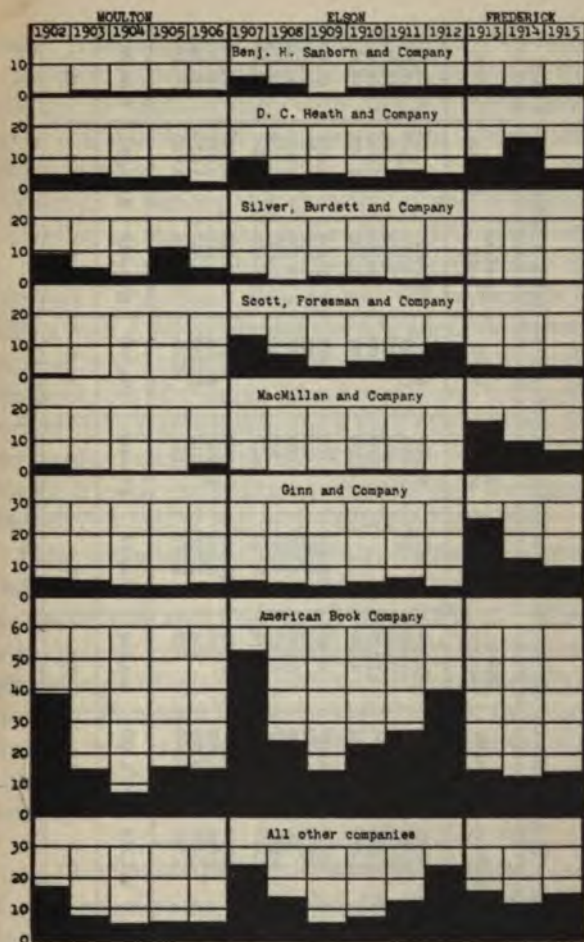 MOULTON ELSON FREDERICK
1902 1903 1904 1905 1906 1907 1908 1909 1910 1911 1912 1913 1914 1915
Benj. H. Sanborn and Company
10
0
D. C. Heath and Company
20
10
0
Silver, Burdett and Company
20
10
0
Scott, Foresman and Company
20
10
0
MacMillan and Company
20
10
0
Ginn and Company
30
20
10
0
American Book Company
60
50
40
30
20
10
0
All other companies
30
20
10
0